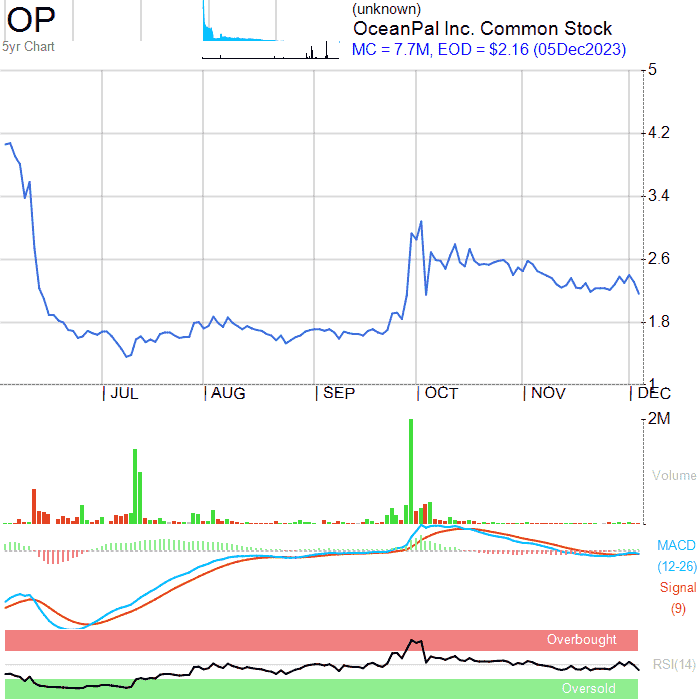 OP
5yr Chart
(unknown)
OceanPal Inc. Common Stock
MC = 7.7M, EOD = $2.16 (05Dec2023)
5
4.2
3.4
2.6
1.8
1
JUL
AUG
SEP
OCT
NOV
DEC
2M
Volume
MACD
(12-26)
Signal
(9)
Overbought
RSI(14)
Oversold